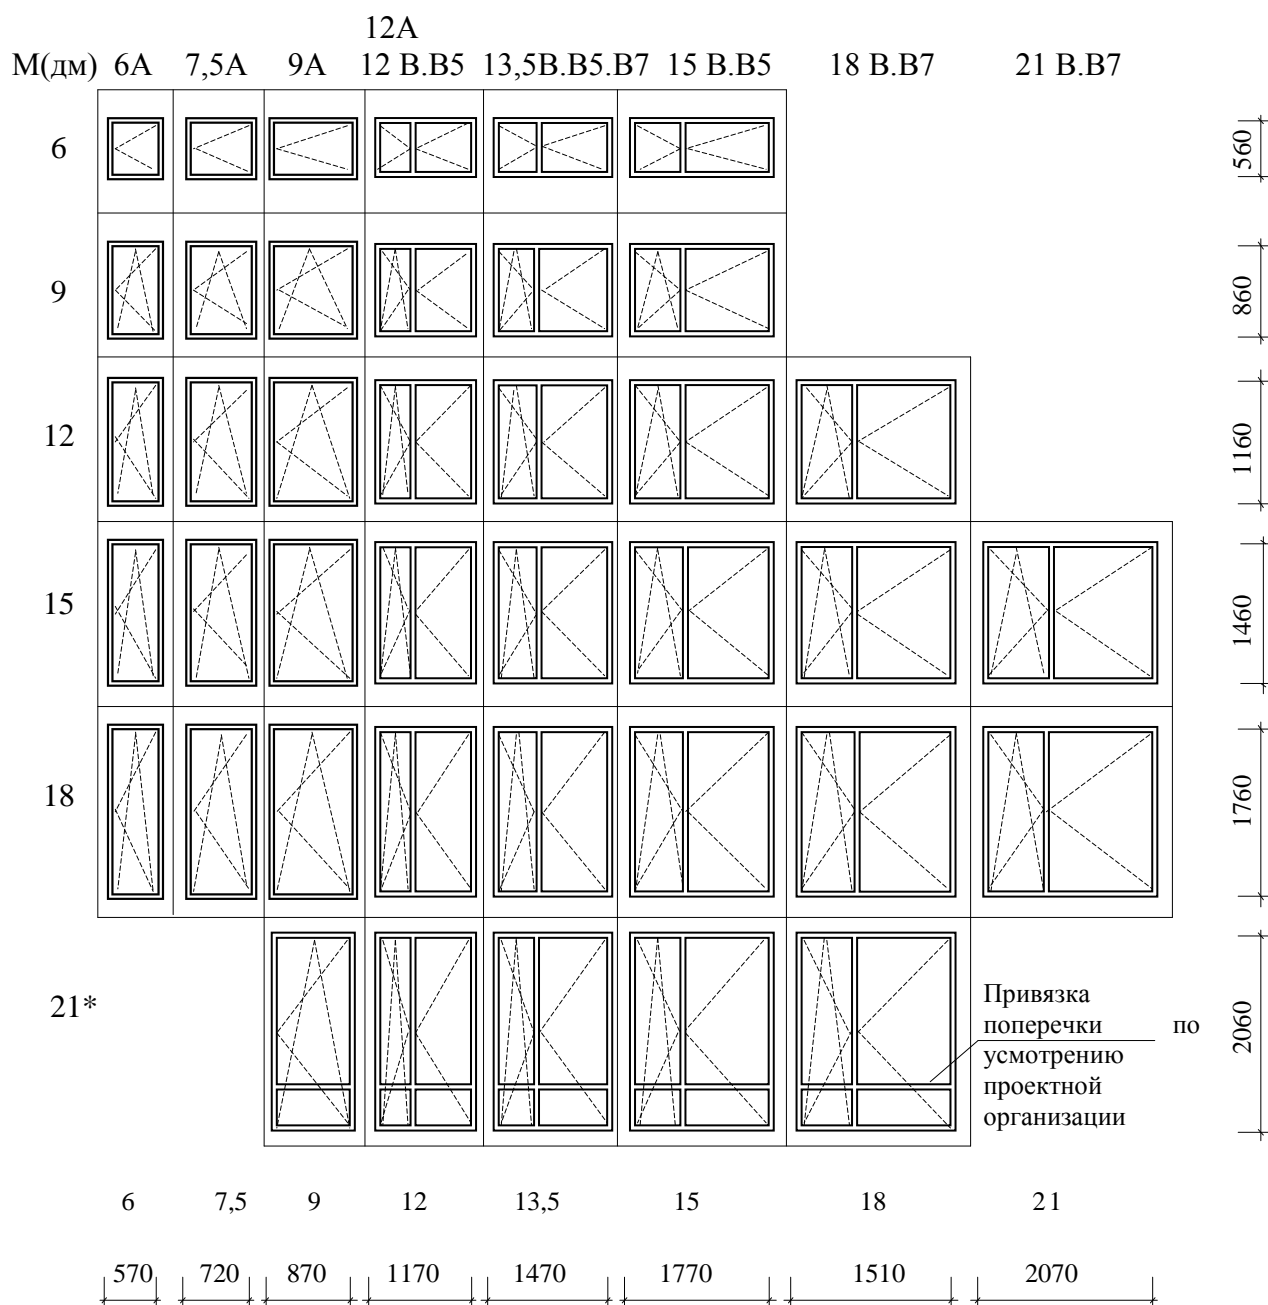 12А
М(дм) 6А 7,5А 9А 12 В.В5 13,5В.В5.В7 15 В.В5 18 В.В7 21 В.В7
6 560
9 860
12 1160
15 1460
18 1760
21* 2060
Привязка
поперечки по
усмотрению
проектной
организации
6 7,5 9 12 13,5 15 18 21
570 720 870 1170 1470 1770 1510 2070